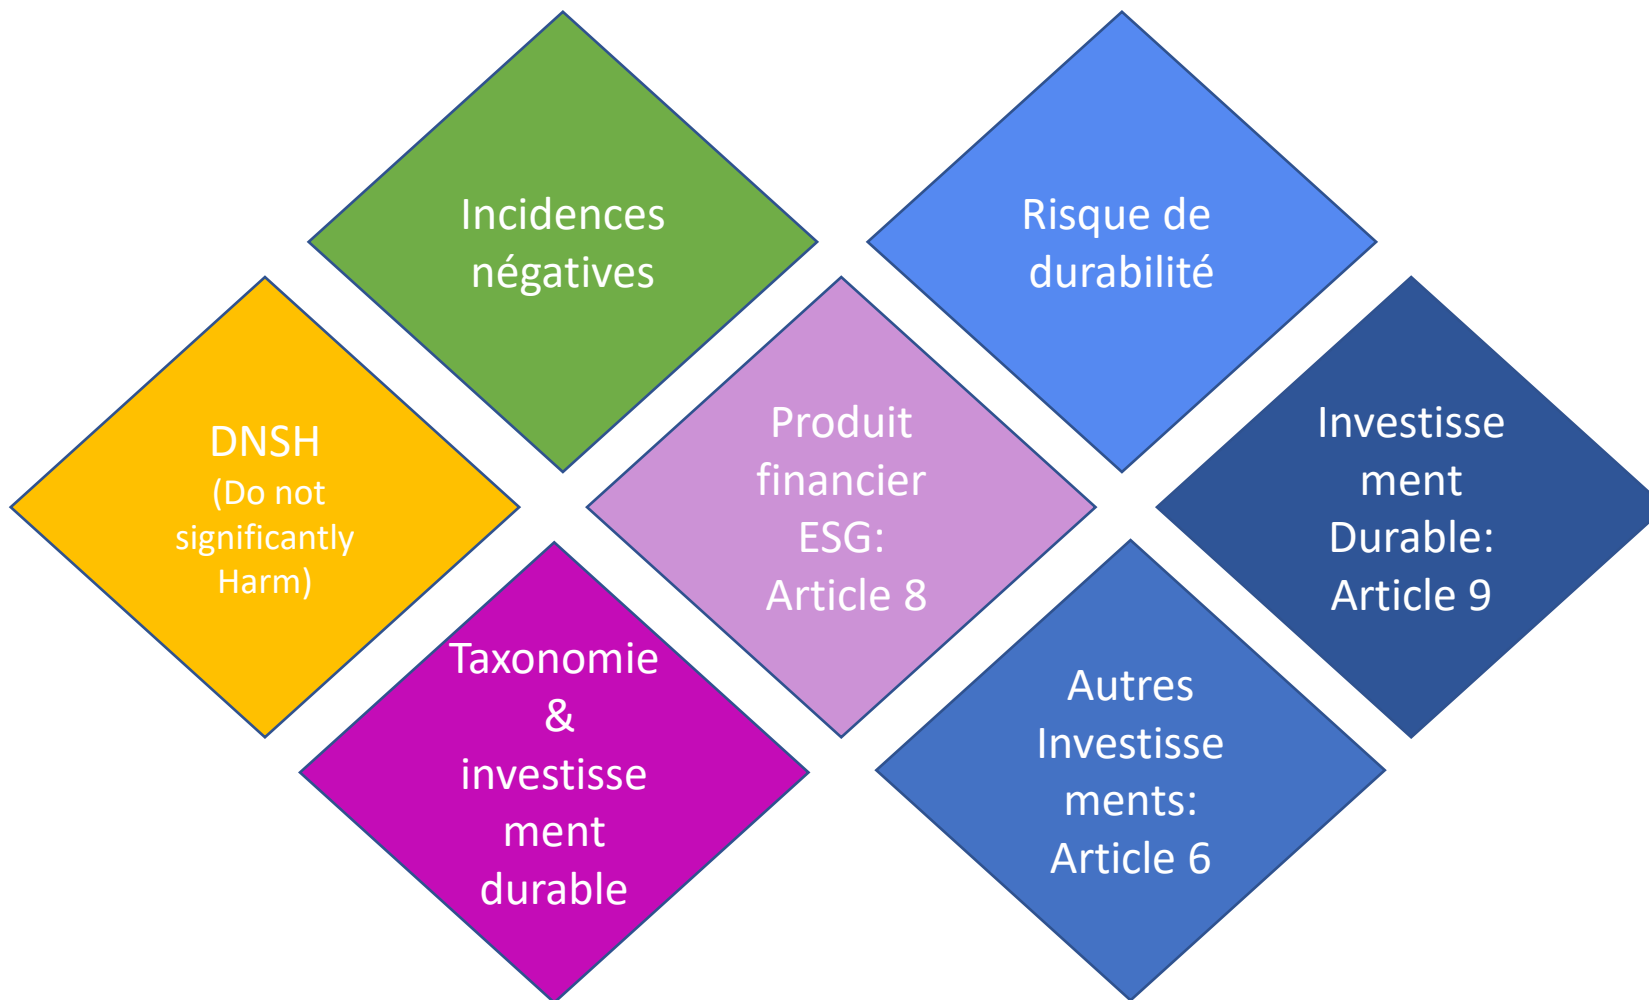 Incidences
négatives
Risque de
durabilité
DNSH
(Do not
significantly
Harm)
Produit
financier
ESG:
Article 8
Investisse
ment
Durable:
Article 9
Taxonomie
&
investisse
ment
durable
Autres
Investisse
ments:
Article 6